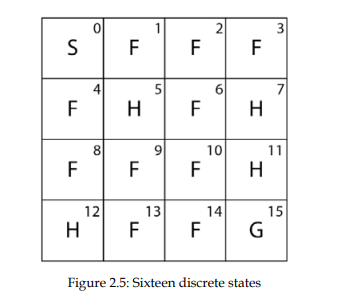 0 1 2 3
S F F F
4 5 6 7
F H F H
8 9 10 11
F F F H
12 13 14 15
H F F G
Figure 2.5: Sixteen discrete states